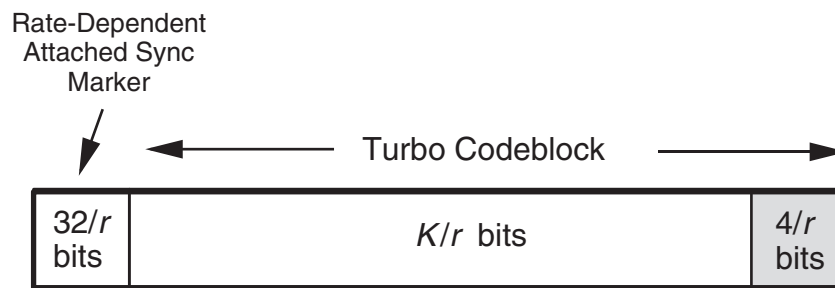 Rate-Dependent
Attached Sync
Marker
Turbo Codeblock
32/r
bits
K/r bits
4/r
bits